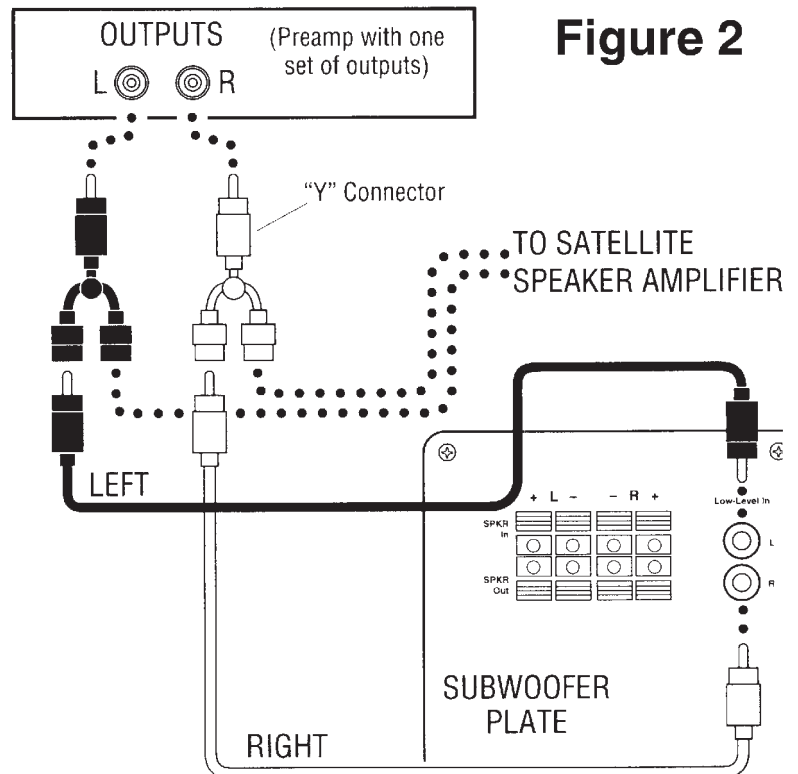 Figure 2
OUTPUTS
(Preamp with one
set of outputs)
L
R
“Y” Connector
TO SATELLITE
SPEAKER AMPLIFIER
LEFT
+ L – – R +
Low-Level In
SPKR
In
L
R
SPKR
Out
SUBWOOFER
PLATE
RIGHT